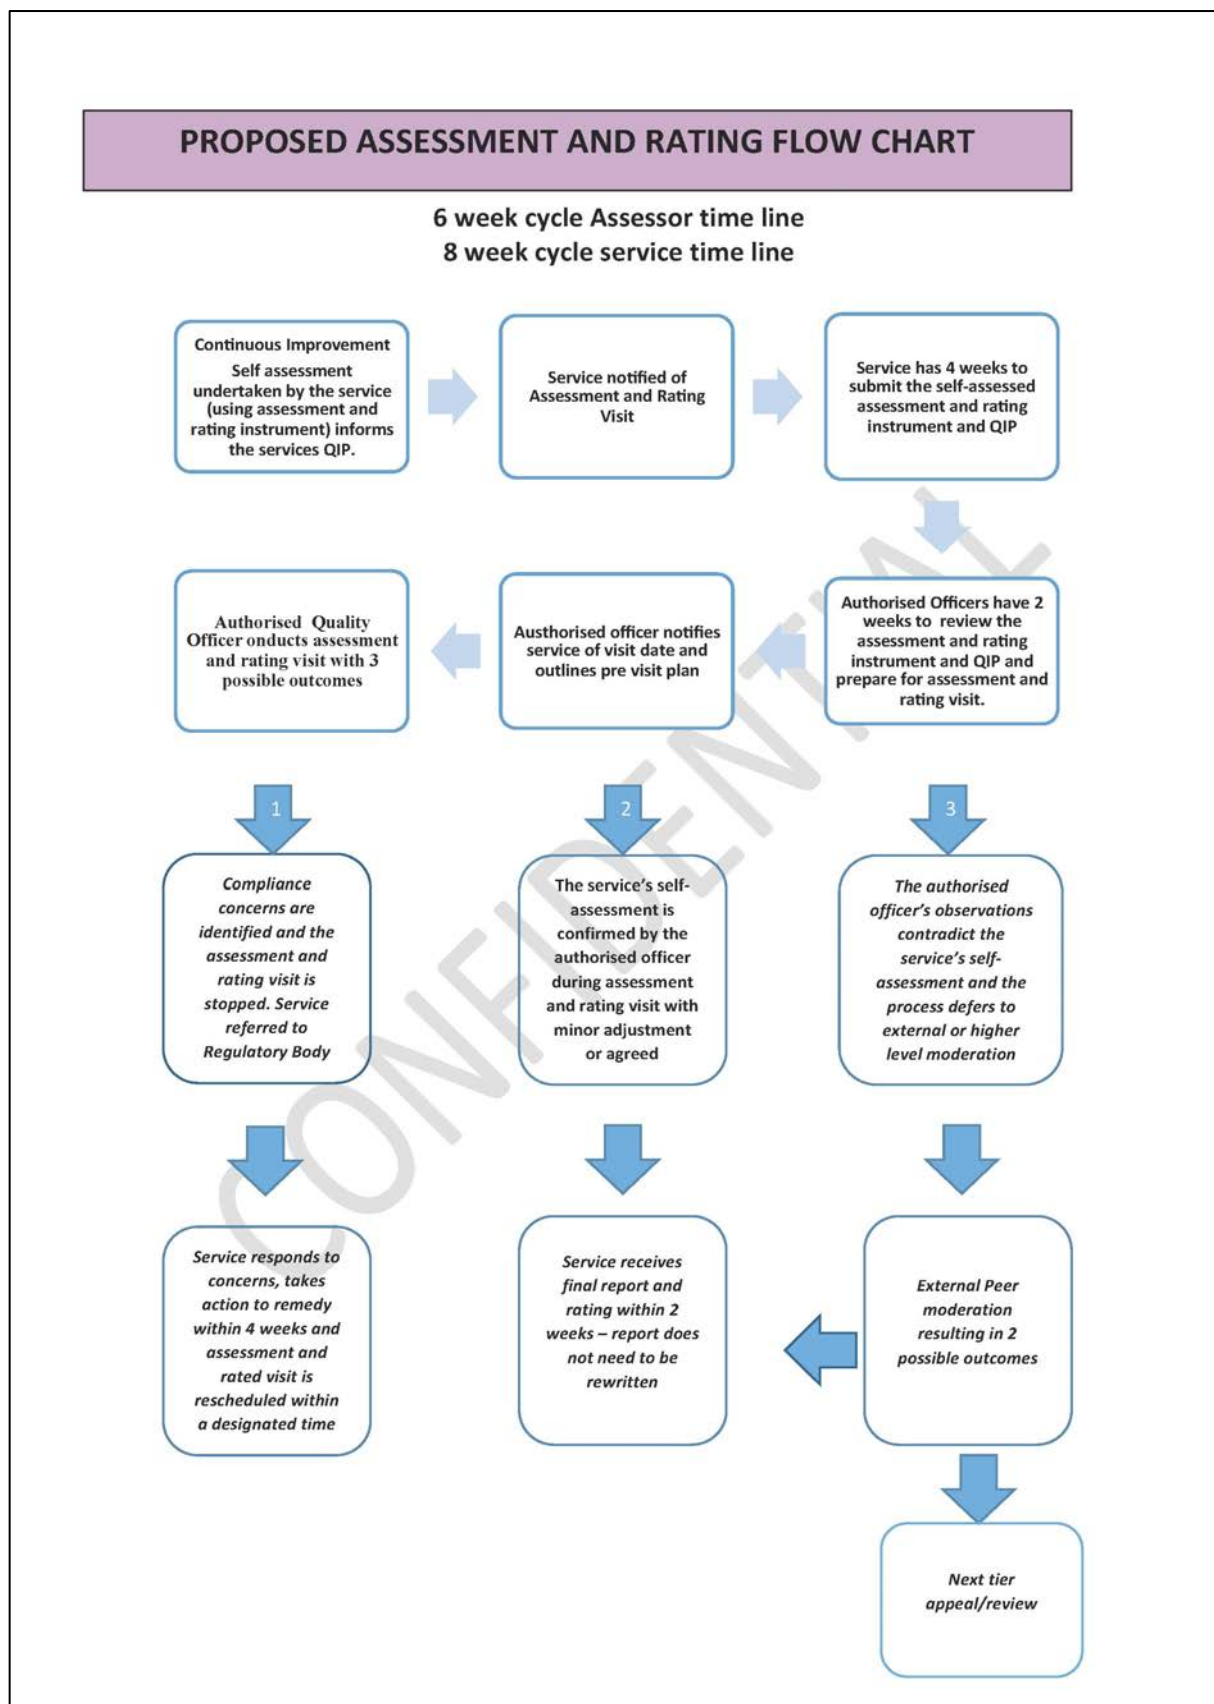 PROPOSED ASSESSMENT AND RATING FLOW CHART
6 week cycle Assessor time line
8 week cycle service time line
Continuous Improvement
Self assessment
undertaken by the service
(using assessment and
rating instrument) informs
the services QIP.
Service notified of
Assessment and Rating
Visit
Service has 4 weeks to
submit the self-assessed
assessment and rating
instrument and QIP
Authorised Officers have 2
weeks to review the
assessment and rating
instrument and QIP and
prepare for assessment and
rating visit.
Austhorised officer notifies
service of visit date and
outlines pre visit plan
Authorised Quality
Officer onducts assessment
and rating visit with 3
possible outcomes
1
Compliance
concerns are
identified and the
assessment and
rating visit is
stopped. Service
referred to
Regulatory Body
Service responds to
concerns, takes
action to remedy
within 4 weeks and
assessment and
rated visit is
rescheduled within
a designated time
2
The service’s self-
assessment is
confirmed by the
authorised officer
during assessment
and rating visit with
minor adjustment
or agreed
Service receives
final report and
rating within 2
weeks – report does
not need to be
rewritten
3
The authorised
officer’s observations
contradict the
service’s self-
assessment and the
process defers to
external or higher
level moderation
External Peer
moderation
resulting in 2
possible outcomes
Next tier
appeal/review
CONFIDENTIAL